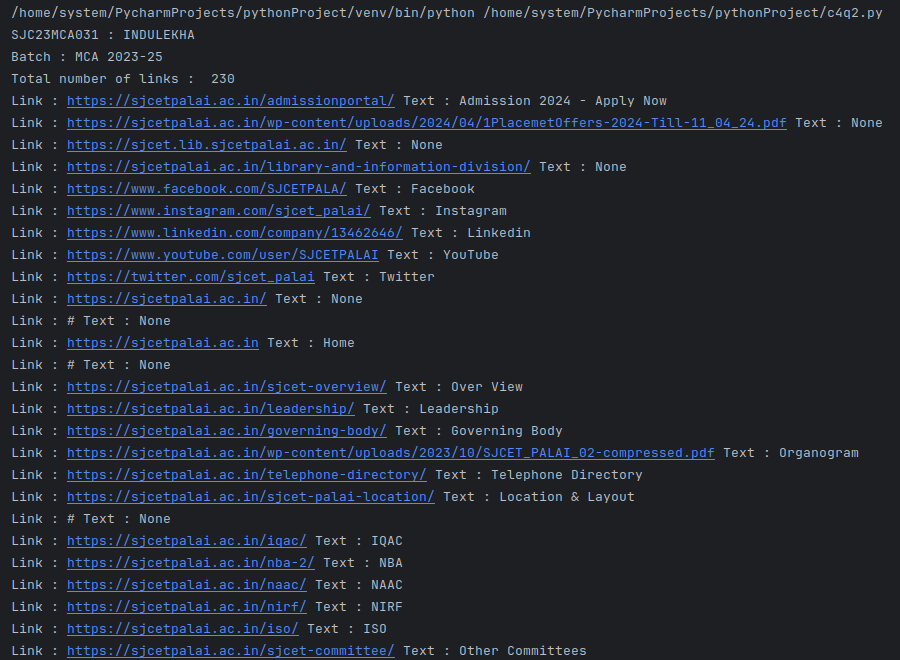 /home/system/PycharmProjects/pythonProject/venv/bin/python /home/system/PycharmProjects/pythonProject/c4q2.py
SJC23MCA031 : INDULEKHA
Batch : MCA 2023-25
Total number of links :  230
Link : https://sjcetpalai.ac.in/admissionportal/ Text : Admission 2024 - Apply Now
Link : https://sjcetpalai.ac.in/wp-content/uploads/2024/04/1PlacemetOffers-2024-Till-11_04_24.pdf Text : None
Link : https://sjcet.lib.sjcetpalai.ac.in/ Text : None
Link : https://sjcetpalai.ac.in/library-and-information-division/ Text : None
Link : https://www.facebook.com/SJCETPALA/ Text : Facebook
Link : https://www.instagram.com/sjcet_palai/ Text : Instagram
Link : https://www.linkedin.com/company/13462646/ Text : Linkedin
Link : https://www.youtube.com/user/SJCETPALAI Text : YouTube
Link : https://twitter.com/sjcet_palai Text : Twitter
Link : https://sjcetpalai.ac.in/ Text : None
Link : # Text : None
Link : https://sjcetpalai.ac.in Text : Home
Link : # Text : None
Link : https://sjcetpalai.ac.in/sjcet-overview/ Text : Over View
Link : https://sjcetpalai.ac.in/leadership/ Text : Leadership
Link : https://sjcetpalai.ac.in/governing-body/ Text : Governing Body
Link : https://sjcetpalai.ac.in/wp-content/uploads/2023/10/SJCET_PALAI_02-compressed.pdf Text : Organogram
Link : https://sjcetpalai.ac.in/telephone-directory/ Text : Telephone Directory
Link : https://sjcetpalai.ac.in/sjcet-palai-location/ Text : Location & Layout
Link : # Text : None
Link : https://sjcetpalai.ac.in/iqac/ Text : IQAC
Link : https://sjcetpalai.ac.in/nba-2/ Text : NBA
Link : https://sjcetpalai.ac.in/naac/ Text : NAAC
Link : https://sjcetpalai.ac.in/nirf/ Text : NIRF
Link : https://sjcetpalai.ac.in/iso/ Text : ISO
Link : https://sjcetpalai.ac.in/sjcet-committee/ Text : Other Committees